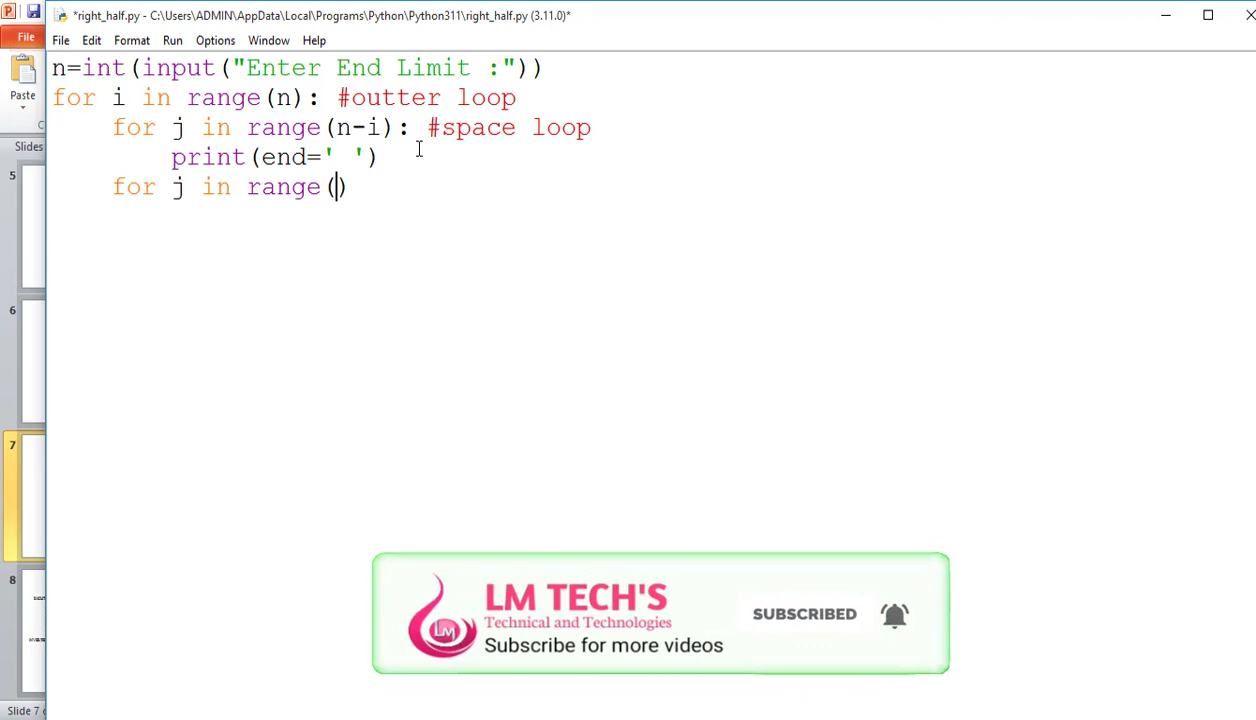 *right_half.py - C:\Users\ADMIN\AppData\Local\Programs\Python\Python311\right_half.py (3.11.0)*
File
File Edit Format Run Options Window Help
Paste
Slides
5
6
7
8
Slide 7
n=int(input("Enter End Limit :"))
for i in range(n): #outter loop
    for j in range(n-i): #space loop
        print(end=' ')
    for j in range()
LM
LM TECH'S
Technical and Technologies
Subscribe for more videos
SUBSCRIBED